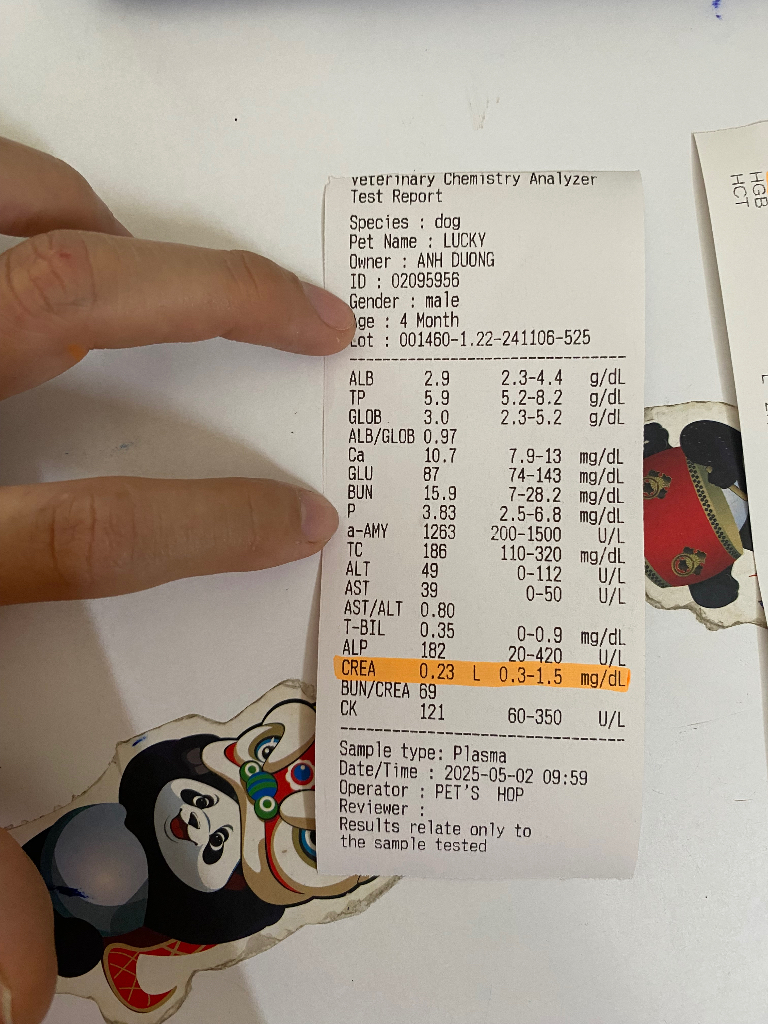 Veterinary Chemistry Analyzer
Test Report
Species : dog
Pet Name : LUCKY
Owner : ANH DUONG
ID : 02095956
Gender : male
Age : 4 Month
Lot : 001460-1.22-241106-525
ALB 2.9 2.3-4.4 g/dL
TP 5.9 5.2-8.2 g/dL
GLOB 3.0 2.3-5.2 g/dL
ALB/GLOB 0.97
Ca 10.7 7.9-13 mg/dL
GLU 87 74-143 mg/dL
BUN 15.9 7-28.2 mg/dL
P 3.83 2.5-6.8 mg/dL
a-AMY 1263 200-1500 U/L
TC 186 110-320 mg/dL
ALT 49 0-112 U/L
AST 39 0-50 U/L
AST/ALT 0.80
T-BIL 0.35 0-0.9 mg/dL
ALP 182 20-420 U/L
CREA 0.23 L 0.3-1.5 mg/dL
BUN/CREA 69
CK 121 60-350 U/L
Sample type: Plasma
Date/Time : 2025-05-02 09:59
Operator : PET'S HOP
Reviewer :
Results relate only to
the sample tested
HGB
HCT